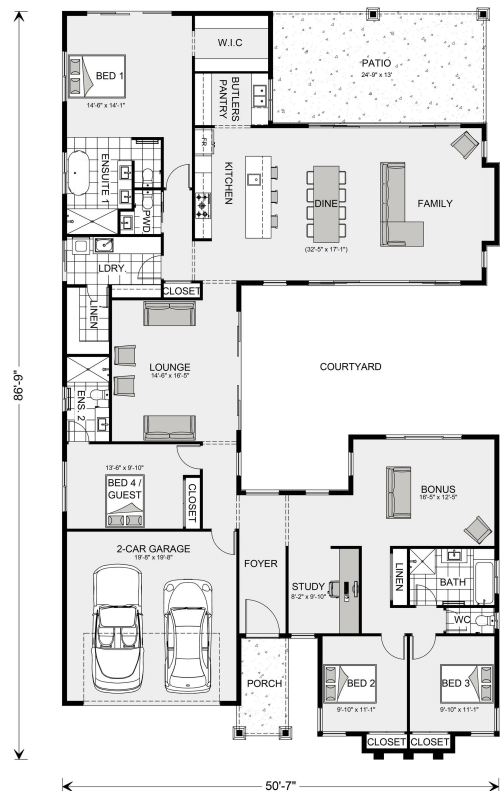 W.I.C
PATIO
24'-9" x 13'
BED 1
14'-6" x 14'-1"
BUTLERS
PANTRY
ENSUITE 1
FR
KITCHEN
DINE
FAMILY
(32'-5" x 17'-1")
PWD.
LDRY.
CLOSET
LINEN
LOUNGE
14'-6" x 16'-5"
COURTYARD
86'-9"
ENS. 2
13'-6" x 9'-10"
BED 4 /
GUEST
CLOSET
BONUS
16'-5" x 12'-5"
2-CAR GARAGE
19'-8" x 19'-8"
FOYER
STUDY
8'-2" x 9'-10"
LINEN
BATH
WC
PORCH
BED 2
9'-10" x 11'-1"
BED 3
9'-10" x 11'-1"
CLOSET
CLOSET
50'-7"